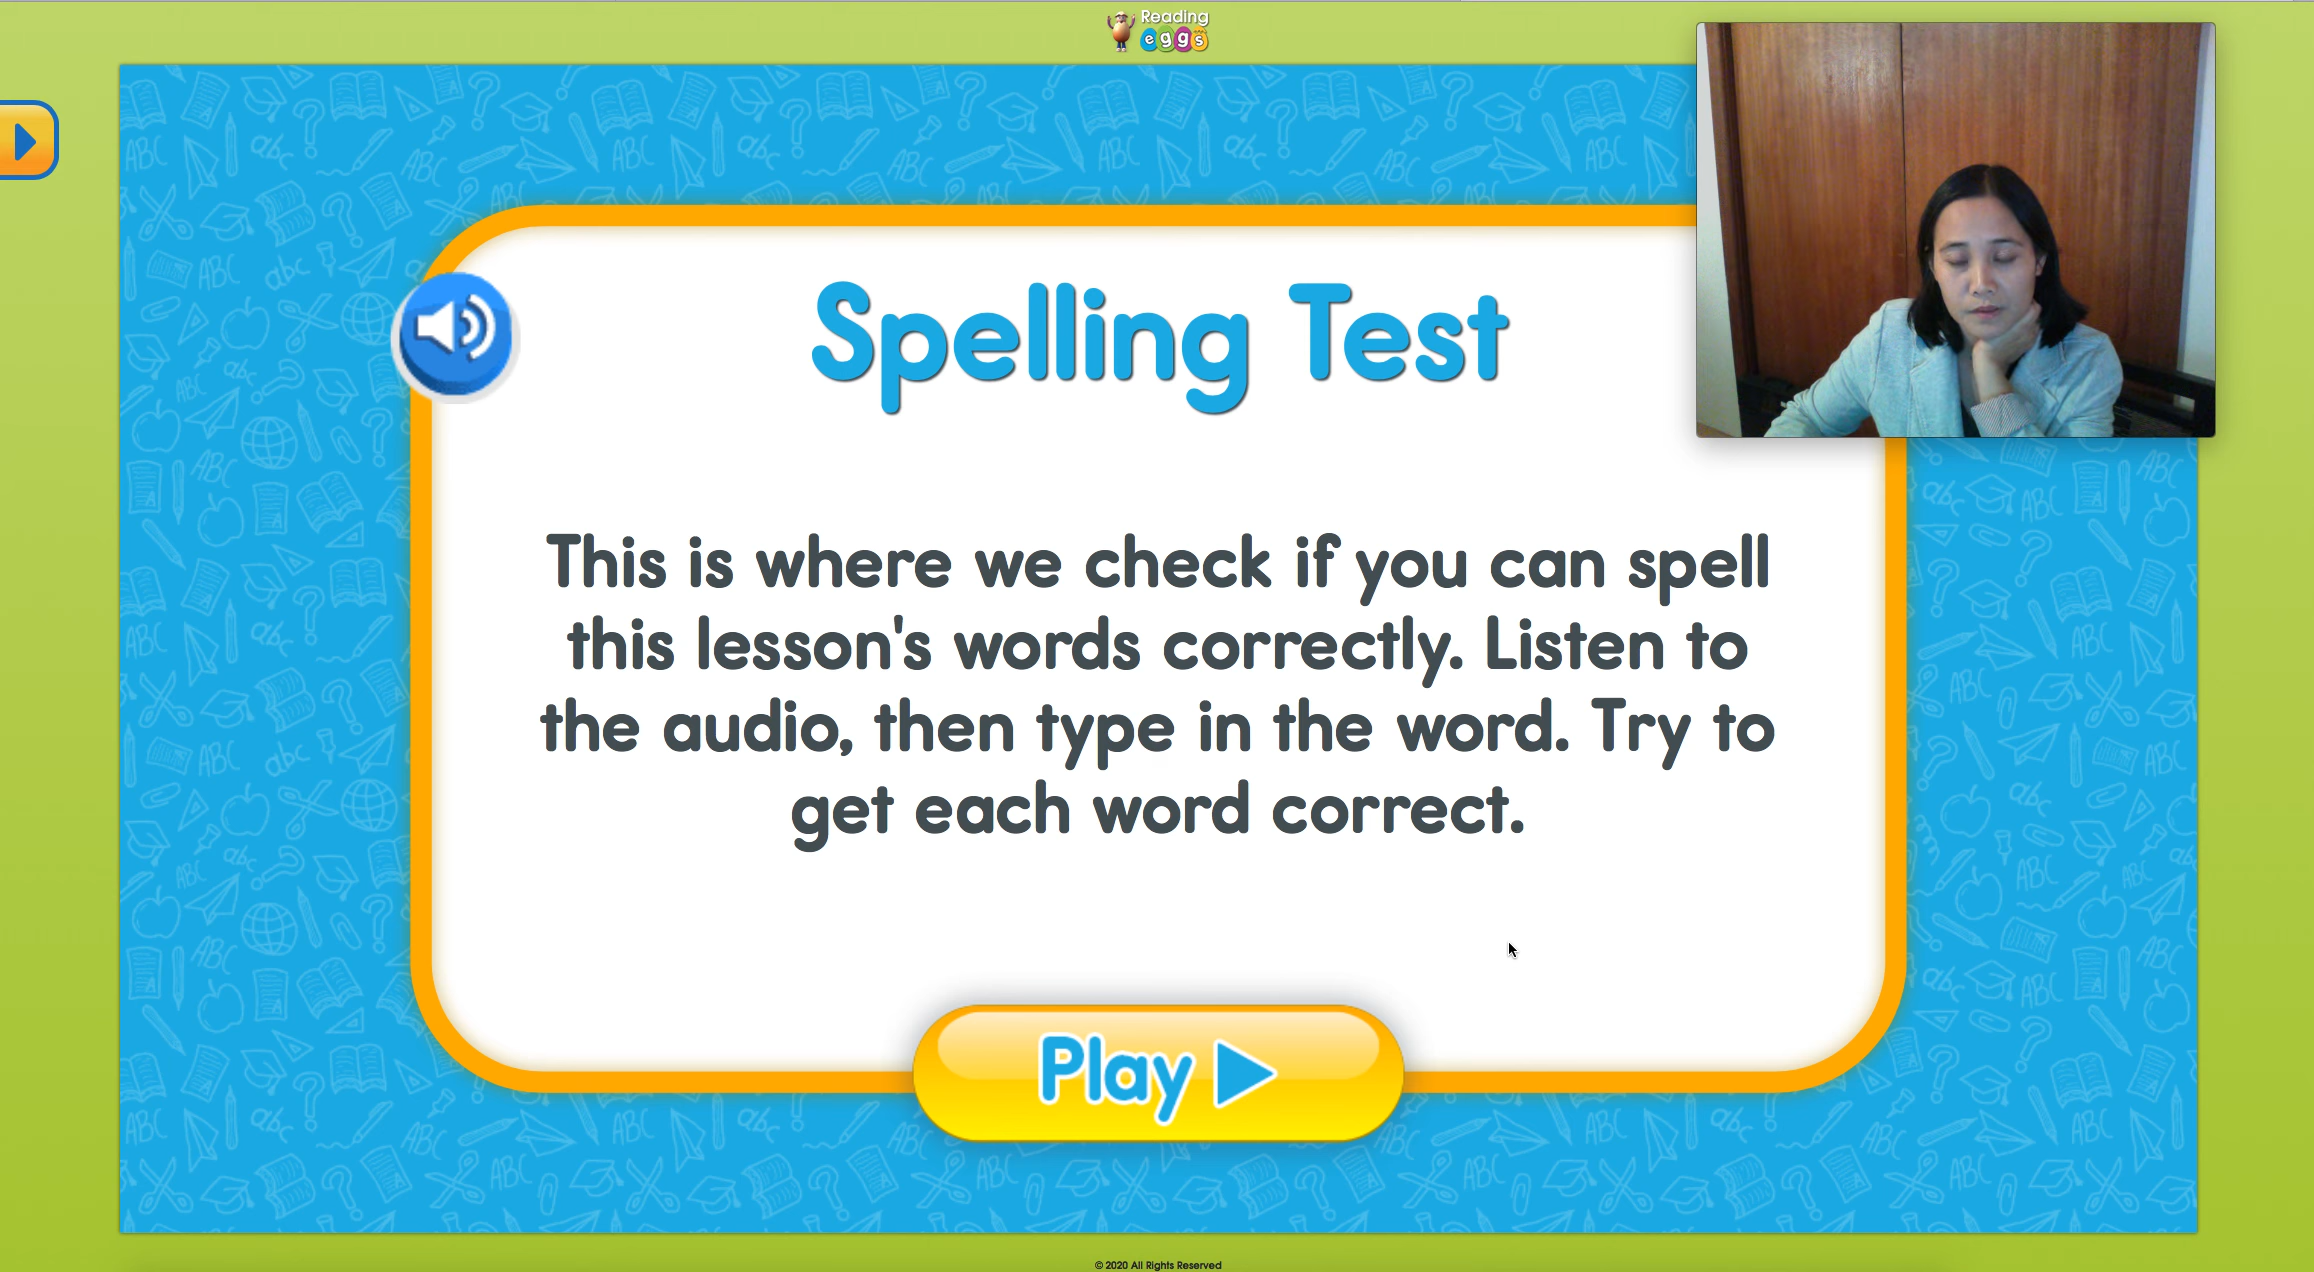 Reading
eggs
Spelling Test
This is where we check if you can spell
this lesson's words correctly. Listen to
the audio, then type in the word. Try to
get each word correct.
Play
© 2020 All Rights Reserved